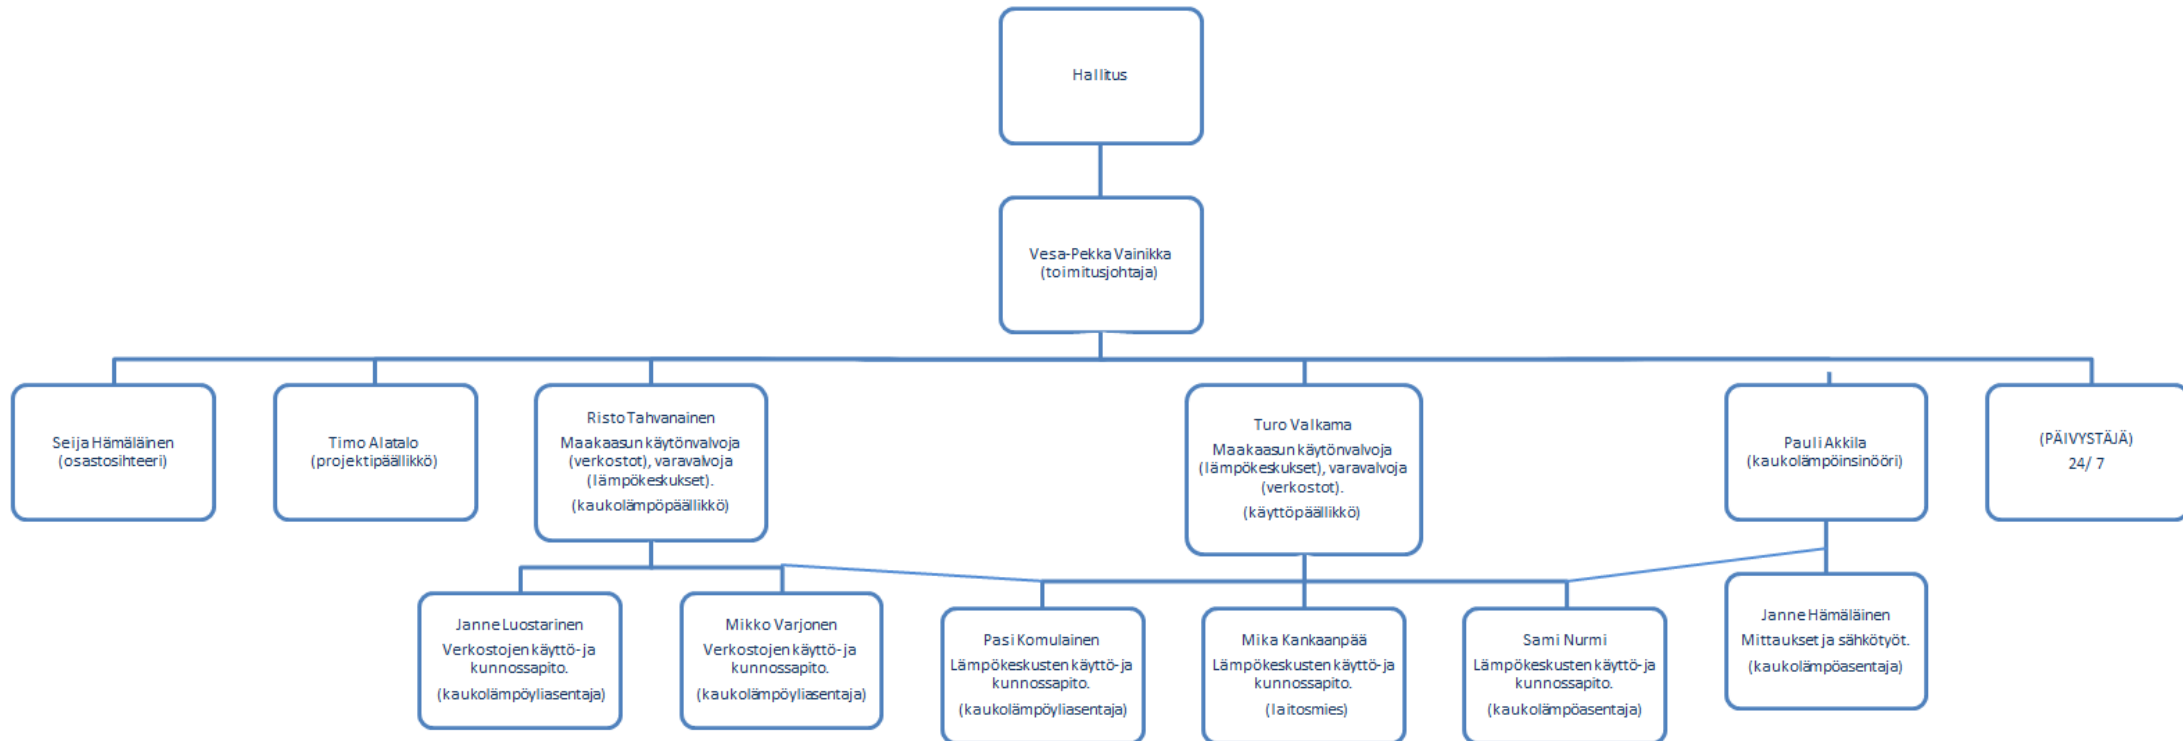 Hallitus
Vesa-Pekka Vainikka
(toimitusjohtaja)
Seija Hämäläinen
(osastosihteeri)
Timo Alatalo
(projektipäällikkö)
Risto Tahvanainen
Maakaasun käytönvalvoja
(verkostot), varavalvoja
(lämpökeskukset).
(kaukolämpöpäällikkö)
Turo Valkama
Maakaasun käytönvalvoja
(lämpökeskukset), varavalvoja
(verkostot).
(käyttöpäällikkö)
Pauli Akkila
(kaukolämpöinsinööri)
(PÄIVYSTÄJÄ)
24/ 7
Janne Luostarinen
Verkostojen käyttö- ja
kunnossapito.
(kaukolämpöyliasentaja)
Mikko Varjonen
Verkostojen käyttö- ja
kunnossapito.
(kaukolämpöyliasentaja)
Pasi Komulainen
Lämpökeskusten käyttö- ja
kunnossapito.
(kaukolämpöyliasentaja)
Mika Kankaanpää
Lämpökeskusten käyttö- ja
kunnossapito.
(laitosmies)
Sami Nurmi
Lämpökeskusten käyttö- ja
kunnossapito.
(kaukolämpöasentaja)
Janne Hämäläinen
Mittaukset ja sähkötyöt.
(kaukolämpöasentaja)